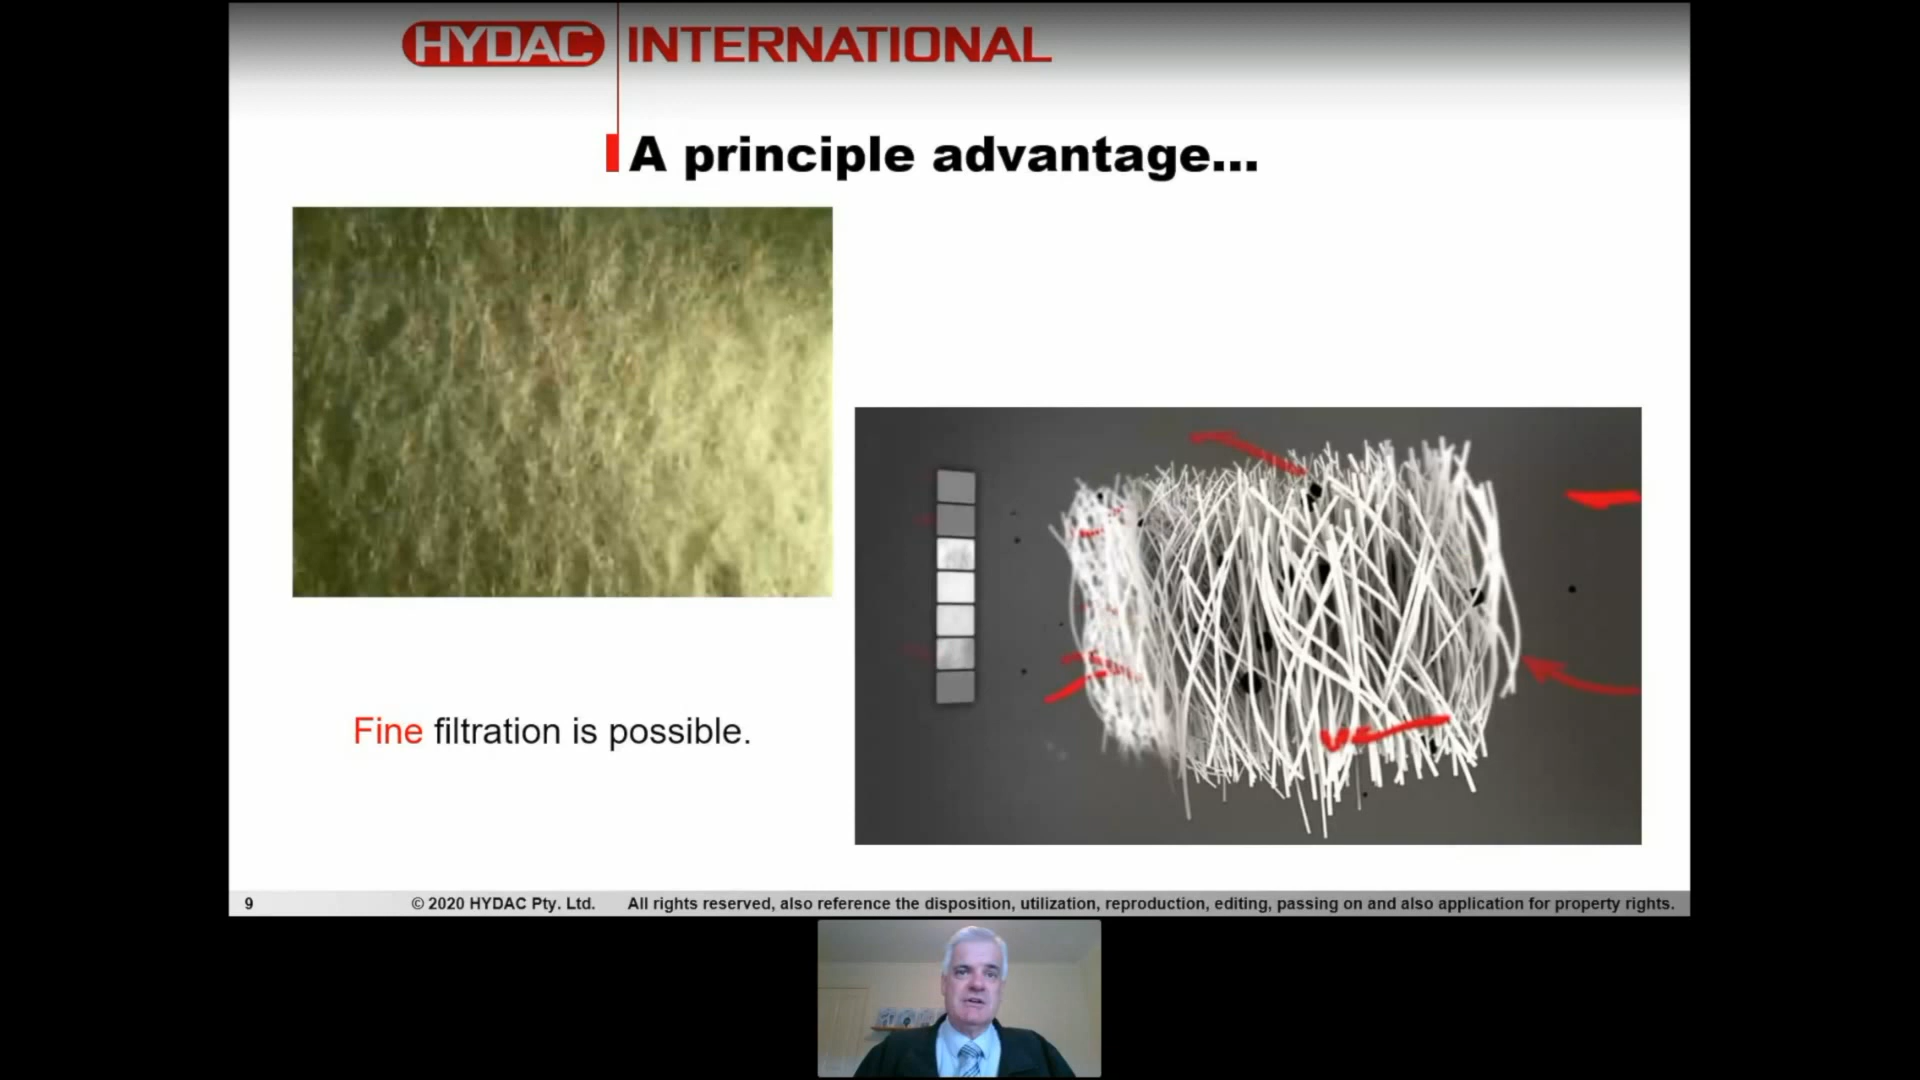 HYDAC INTERNATIONAL
A principle advantage...
Fine filtration is possible.
9 © 2020 HYDAC Pty. Ltd. All rights reserved, also reference the disposition, utilization, reproduction, editing, passing on and also application for property rights.